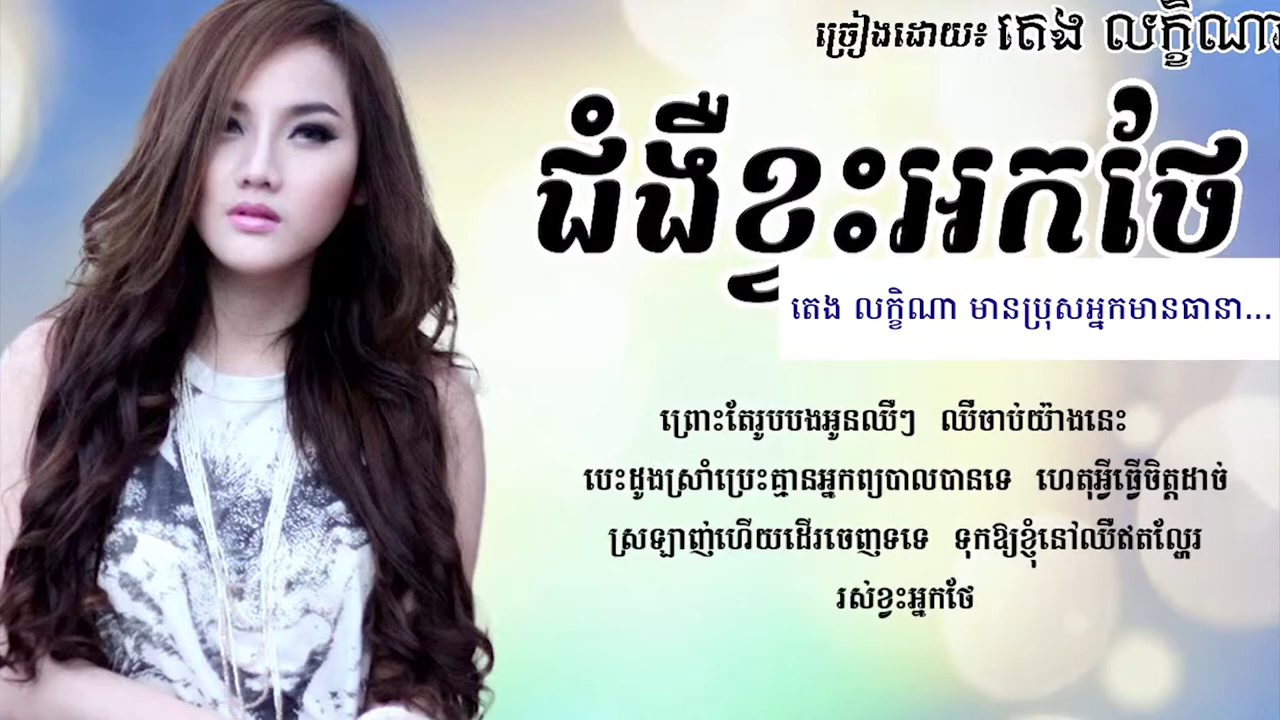 ច្រៀងដោយ៖ តេង លក្ខិណា
ជំងឺខ្វះអកថែ
តេង លក្ខិណា មានប្រុសអ្នកមានធានា...
ព្រោះតែរូបបងអូនឈឺៗ ឈឺចាប់យ៉ាងនេះ
បេះដូងស្រាំប្រេះគ្មានអ្នកព្យបាលបានទេ ហេតុអ្វីធ្វើចិត្តដាច់
ស្រឡាញ់ហើយដើរចេញទទេ ទុកឱ្យខ្ញុំនៅឈឺឥតល្ហែរ
រស់ខ្វះអ្នកថែ